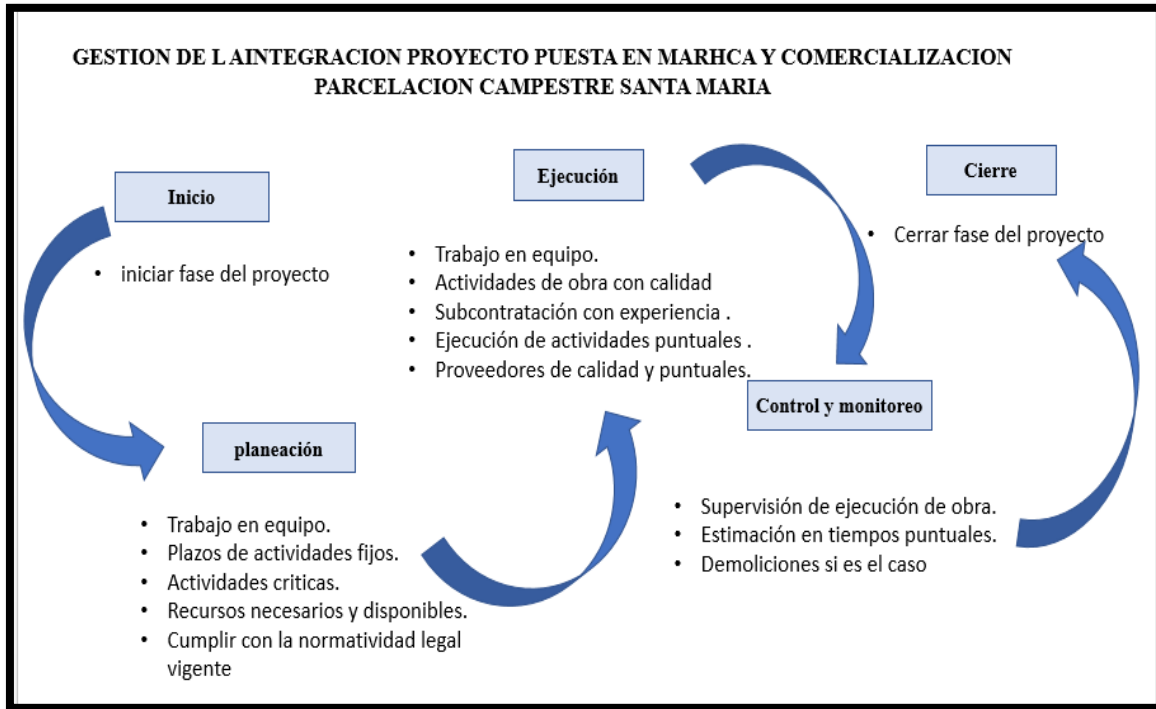 GESTION DE L AINTEGRACION PROYECTO PUESTA EN MARHCA Y COMERCIALIZACION
PARCELACION CAMPESTRE SANTA MARIA
Inicio
• iniciar fase del proyecto
planeación
• Trabajo en equipo.
• Plazos de actividades fijos.
• Actividades criticas.
• Recursos necesarios y disponibles.
• Cumplir con la normatividad legal
vigente
Ejecución
• Trabajo en equipo.
• Actividades de obra con calidad
• Subcontratación con experiencia .
• Ejecución de actividades puntuales .
• Proveedores de calidad y puntuales.
Control y monitoreo
• Supervisión de ejecución de obra.
• Estimación en tiempos puntuales.
• Demoliciones si es el caso
Cierre
• Cerrar fase del proyecto